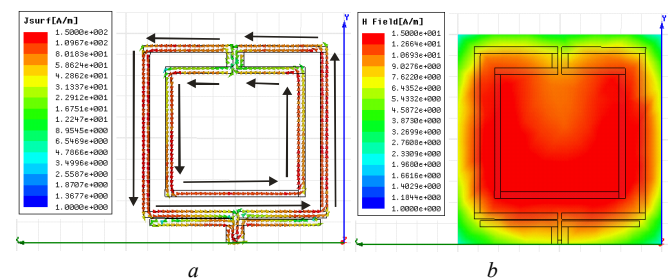 Jsurf[A/m]
1.5000e+002
1.0967e+002
8.0183e+001
5.8624e+001
4.2862e+001
3.1337e+001
2.2912e+001
1.6751e+001
1.2247e+001
8.9545e+000
6.5469e+000
4.7866e+000
3.4996e+000
2.5587e+000
1.8707e+000
1.3677e+000
1.0000e+000
Y
H Field[A/m]
1.5000e+001
1.2664e+001
1.0693e+001
9.0276e+000
7.6220e+000
6.4352e+000
5.4332e+000
4.5872e+000
3.8730e+000
3.2699e+000
2.7608e+000
2.3309e+000
1.9680e+000
1.6616e+000
1.4029e+000
1.1844e+000
1.0000e+000
Y
a
b